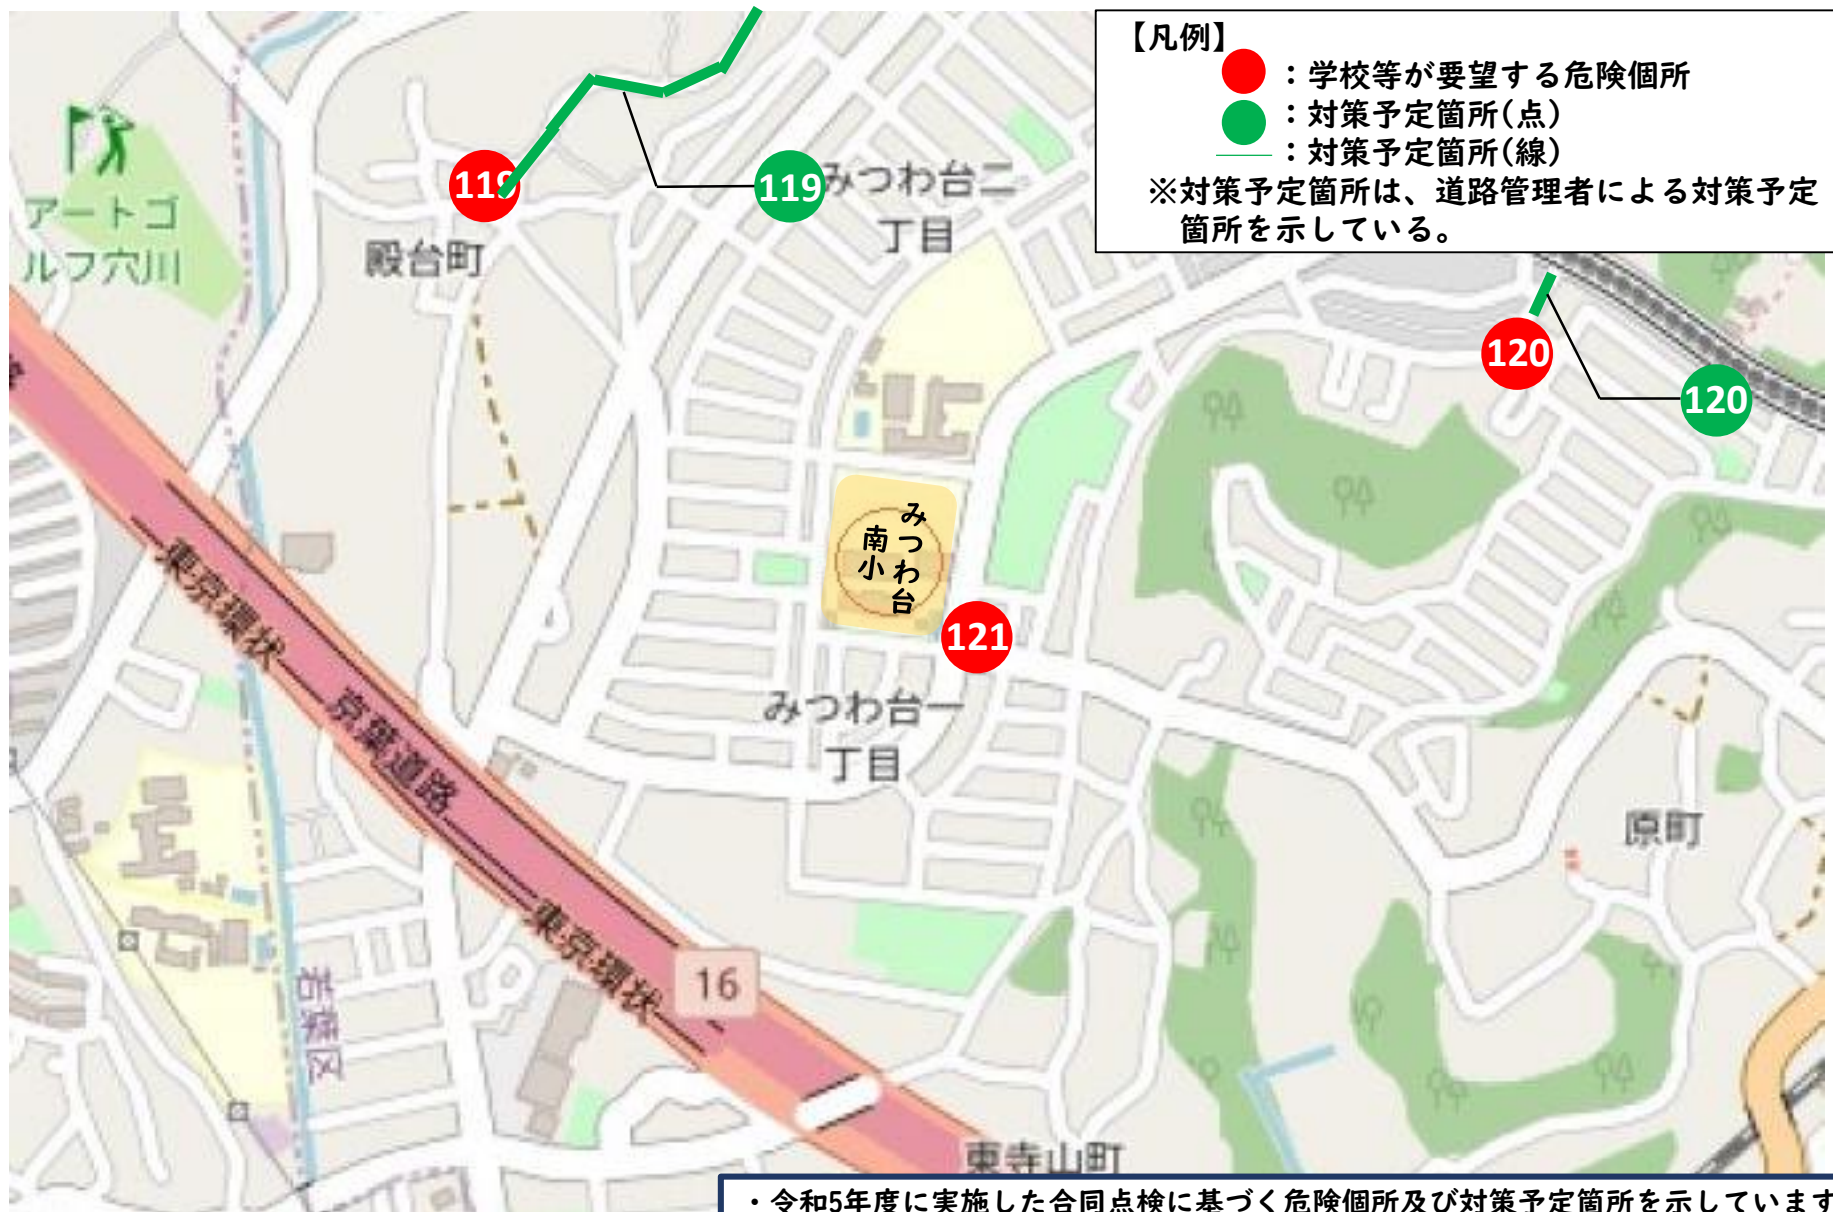 【凡例】
：学校等が要望する危険個所
：対策予定箇所(点)
：対策予定箇所(線)
※対策予定箇所は、道路管理者による対策予定
箇所を示している。
119
119
みつわ台二
丁目
アートゴ
ルフ穴川
殿台町
120
120
みつわ台
南小
121
みつわ台一
丁目
東京環状
京葉道路
東京環状
16
若葉区
原町
東寺山町
・令和5年度に実施した合同点検に基づく危険個所及び対策予定箇所を示しています